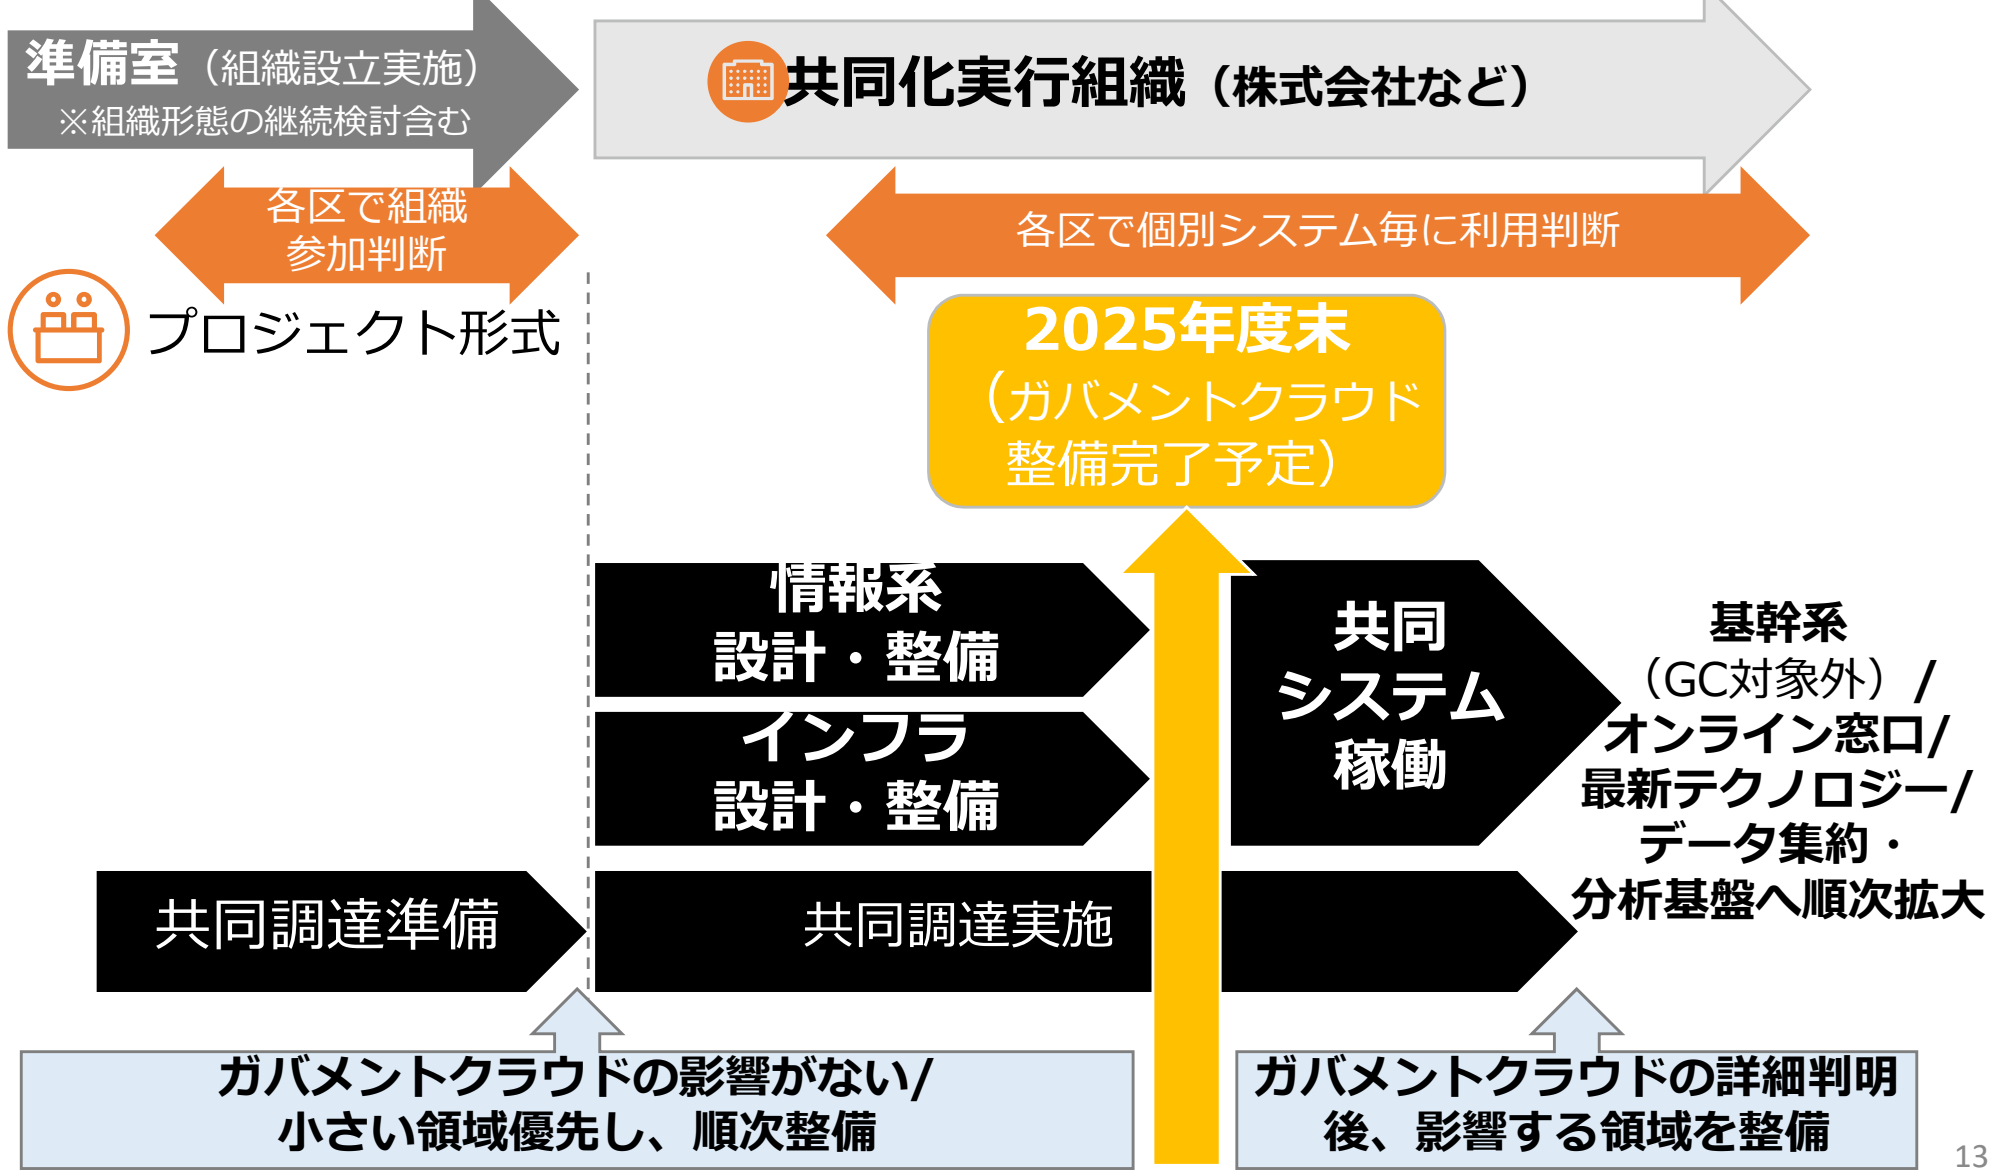 準備室（組織設立実施）
※組織形態の継続検討含む
共同化実行組織（株式会社など）
各区で組織
参加判断
各区で個別システム毎に利用判断
プロジェクト形式
2025年度末
（ガバメントクラウド
整備完了予定）
情報系
設計・整備
インフラ
設計・整備
共同
システム
稼働
基幹系
（GC対象外）/
オンライン窓口/
最新テクノロジー/
データ集約・
分析基盤へ順次拡大
共同調達準備
共同調達実施
ガバメントクラウドの影響がない/
小さい領域優先し、順次整備
ガバメントクラウドの詳細判明
後、影響する領域を整備
13